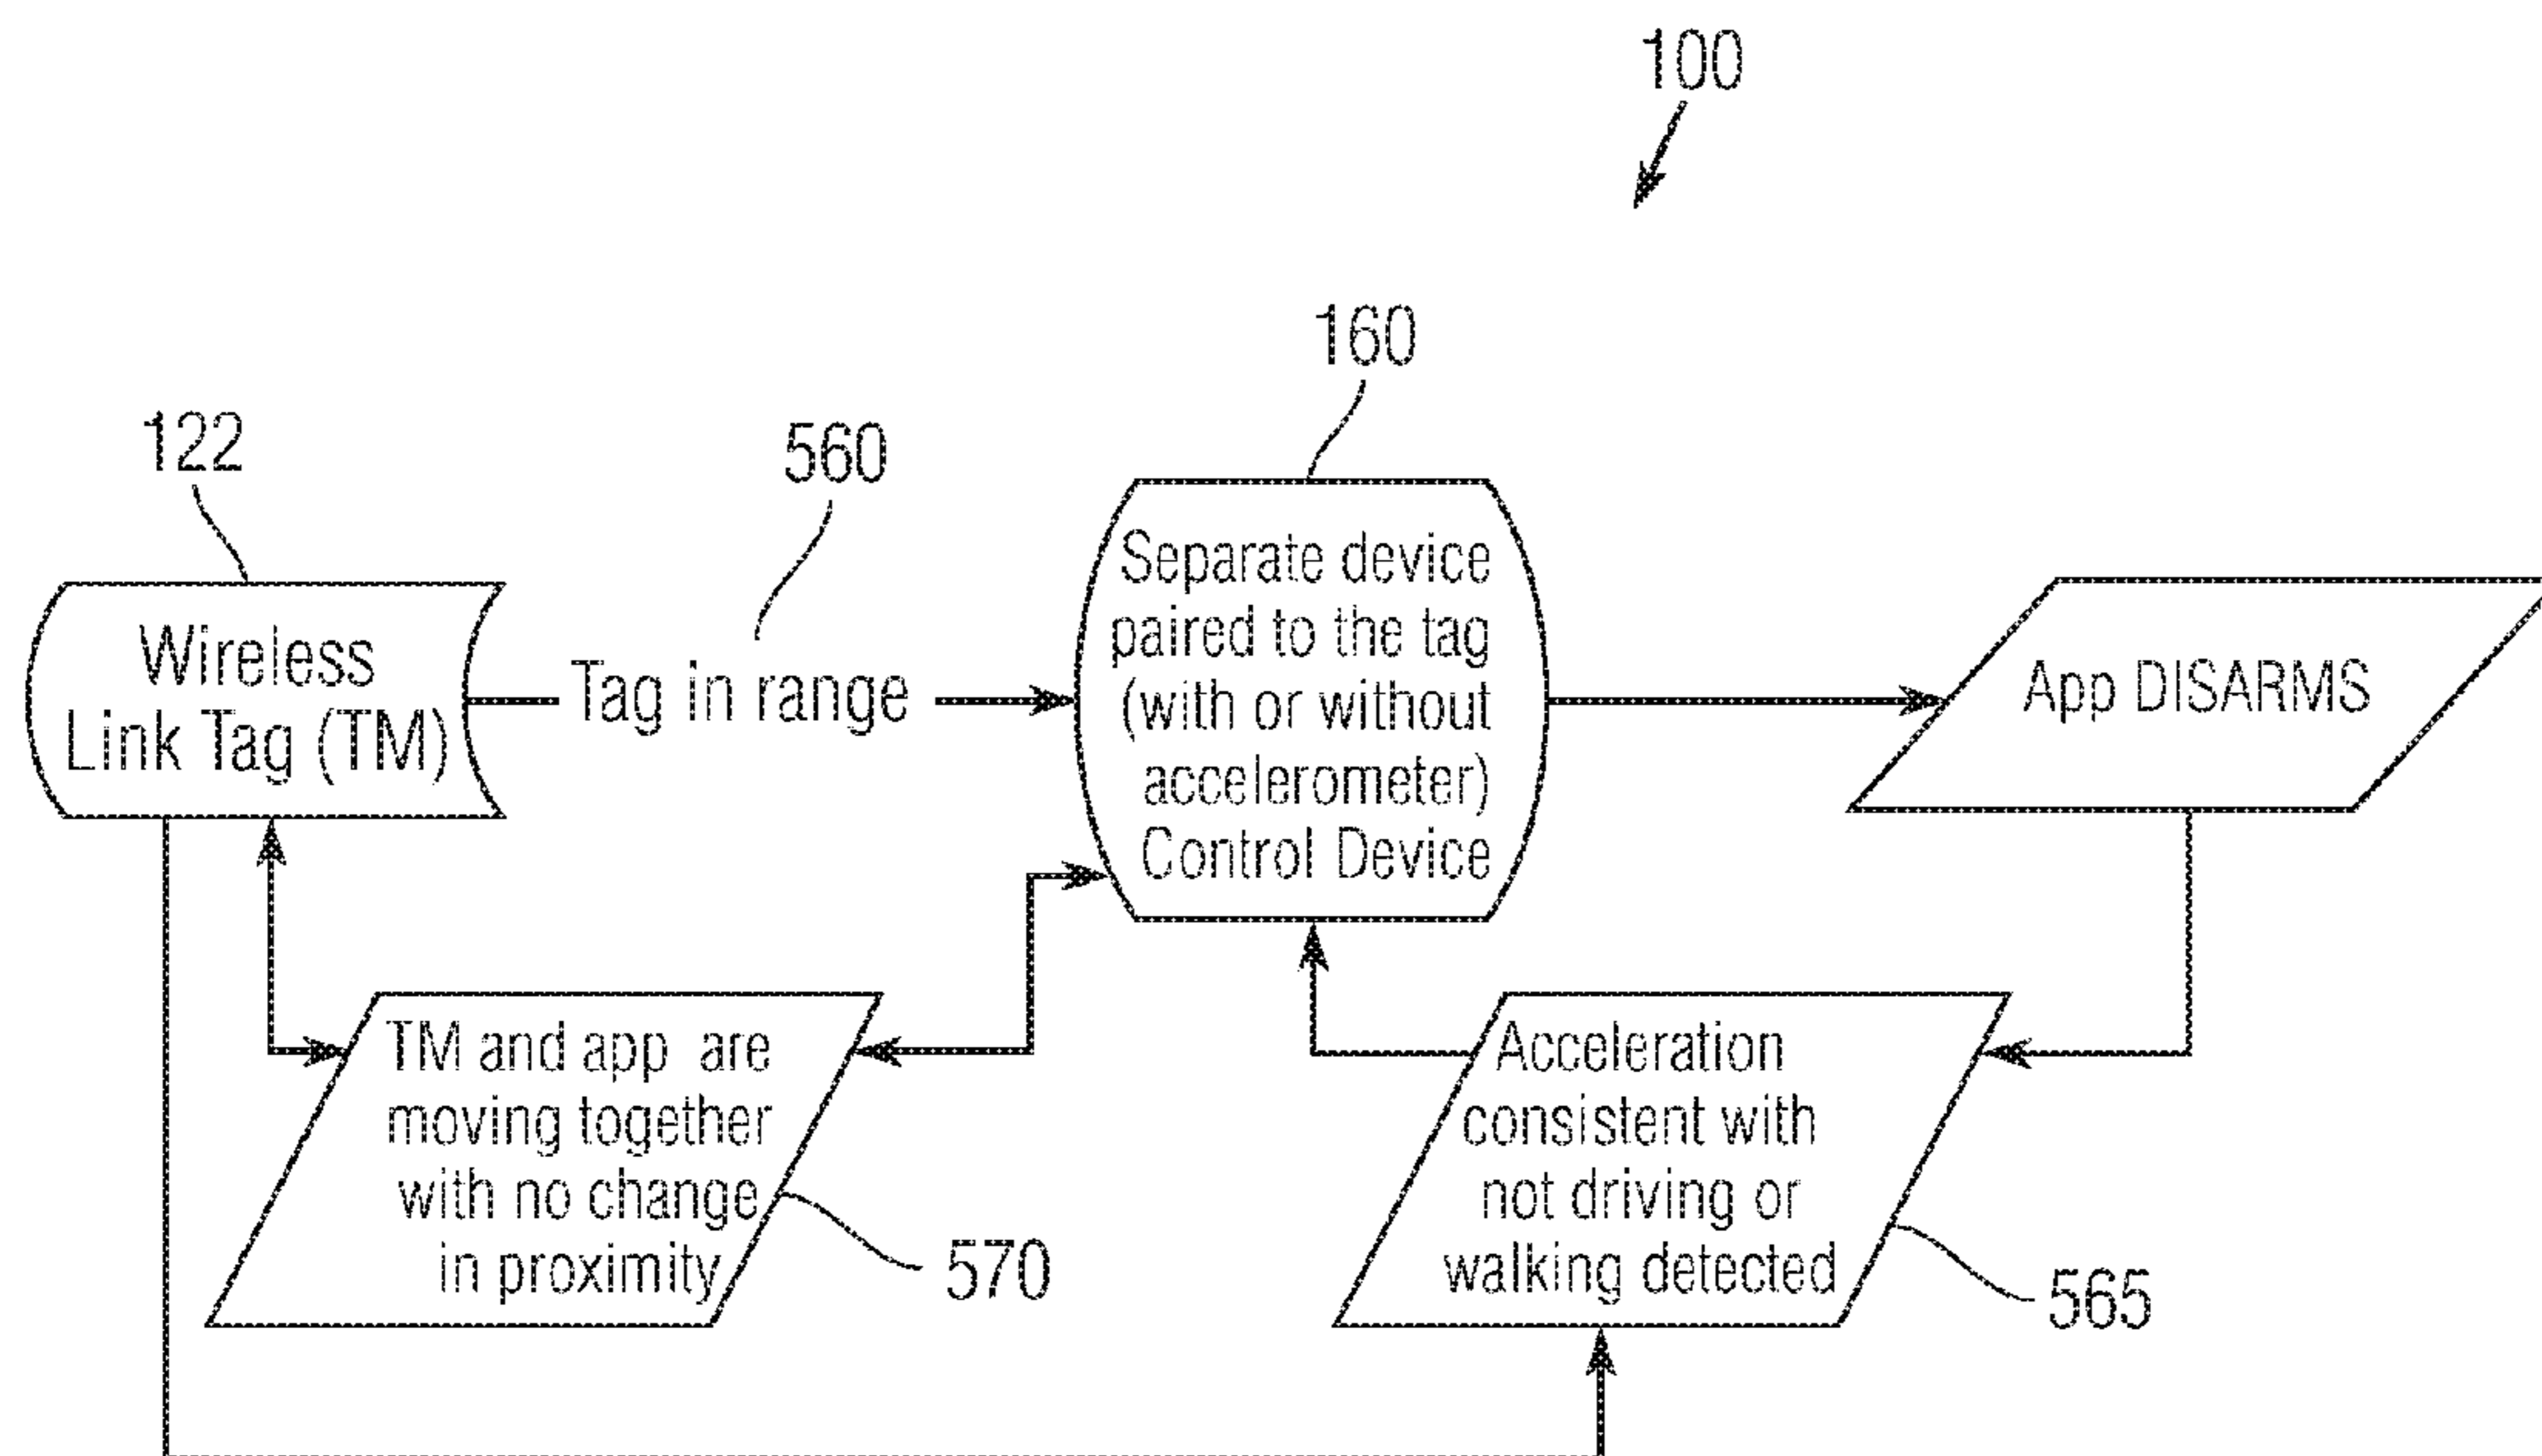 100
160
122
560
Wireless
Link Tag (TM)
Tag in range
Separate device
paired to the tag
(with or without
accelerometer)
Control Device
App DISARMS
TM and app are
moving together
with no change
in proximity
570
Acceleration
consistent with
not driving or
walking detected
565